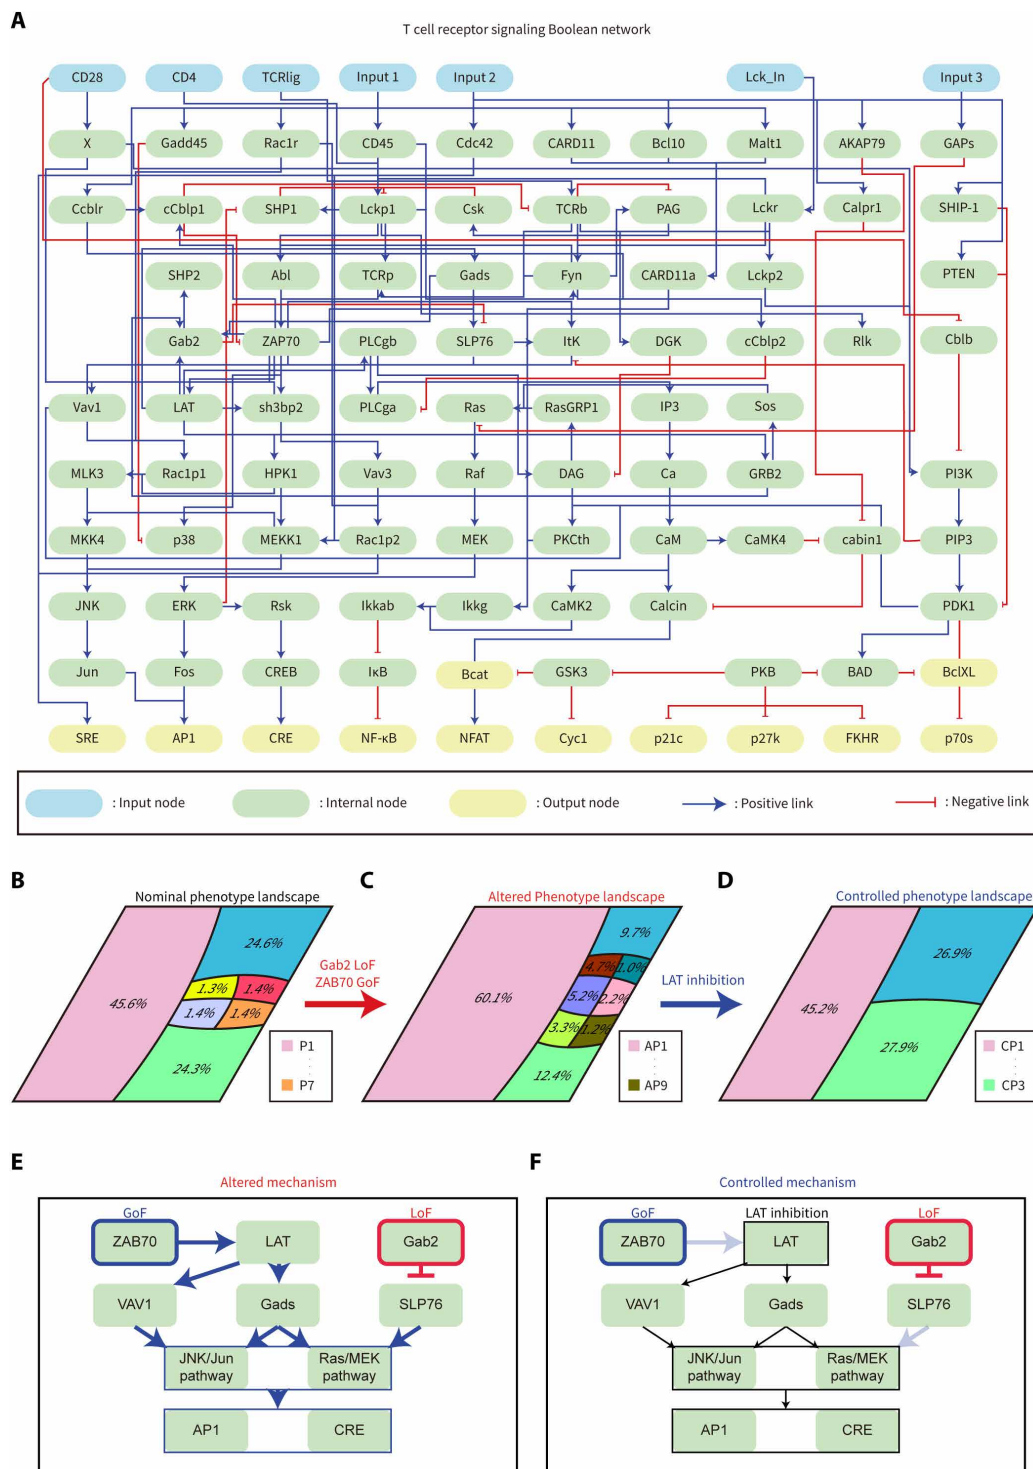 A
T cell receptor signaling Boolean network
CD28 CD4 TCRlig Input 1 Input 2 Lck_In Input 3
X Gadd45 Rac1r CD45 Cdc42 CARD11 Bcl10 Malt1 AKAP79 GAPs
Ccblr cCblp1 SHP1 Lckp1 Csk TCRb PAG Lckr Calpr1 SHIP-1
SHP2 Abl TCRp Gads Fyn CARD11a Lckp2 PTEN
Gab2 ZAP70 PLCgb SLP76 ItK DGK cCblp2 Rlk Cblb
Vav1 LAT sh3bp2 PLCga Ras RasGRP1 IP3 Sos
MLK3 Rac1p1 HPK1 Vav3 Raf DAG Ca GRB2 PI3K
MKK4 p38 MEKK1 Rac1p2 MEK PKCth CaM CaMK4 cabin1 PIP3
JNK ERK Rsk Ikkab Ikkg CaMK2 Calcin PDK1
Jun Fos CREB IκB Bcat GSK3 PKB BAD BclXL
SRE AP1 CRE NF-κB NFAT Cyc1 p21c p27k FKHR p70s
: Input node : Internal node : Output node : Positive link : Negative link
B
Nominal phenotype landscape
24.6%
45.6%
1.3% 1.4%
1.4% 1.4%
24.3%
P1
P7
Gab2 LoF
ZAB70 GoF
C
Altered Phenotype landscape
9.7%
4.7% 1.0%
60.1%
5.2% 2.2%
3.3% 1.2%
12.4%
AP1
AP9
LAT inhibition
D
Controlled phenotype landscape
26.9%
45.2%
27.9%
CP1
CP3
E
Altered mechanism
GoF LoF
ZAB70 LAT Gab2
VAV1 Gads SLP76
JNK/Jun pathway Ras/MEK pathway
AP1 CRE
F
Controlled mechanism
GoF LAT inhibition LoF
ZAB70 LAT Gab2
VAV1 Gads SLP76
JNK/Jun pathway Ras/MEK pathway
AP1 CRE